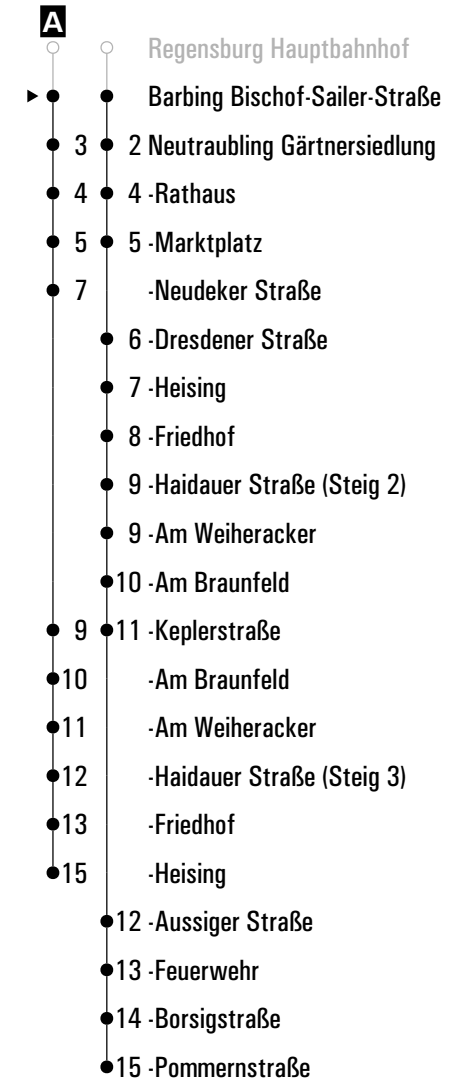 A
Regensburg Hauptbahnhof
Barbing Bischof-Sailer-Straße
3 2 Neutraubling Gärtnersiedlung
4 4 -Rathaus
5 5 -Marktplatz
7 -Neudeker Straße
6 -Dresdener Straße
7 -Heising
8 -Friedhof
9 -Haidauer Straße (Steig 2)
9 -Am Weiheracker
10 -Am Braunfeld
9 11 -Keplerstraße
10 -Am Braunfeld
11 -Am Weiheracker
12 -Haidauer Straße (Steig 3)
13 -Friedhof
15 -Heising
12 -Aussiger Straße
13 -Feuerwehr
14 -Borsigstraße
15 -Pommernstraße